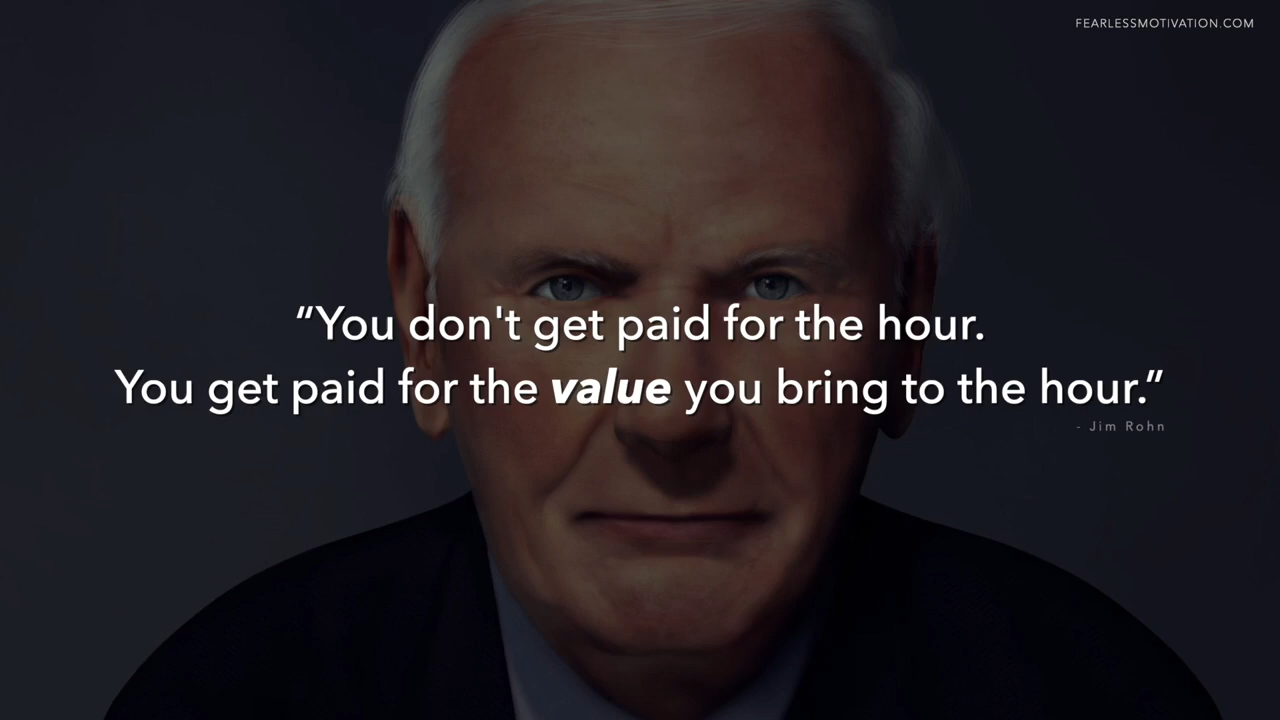 FEARLESSMOTIVATION.COM
“You don't get paid for the hour.
You get paid for the value you bring to the hour.”
- Jim Rohn